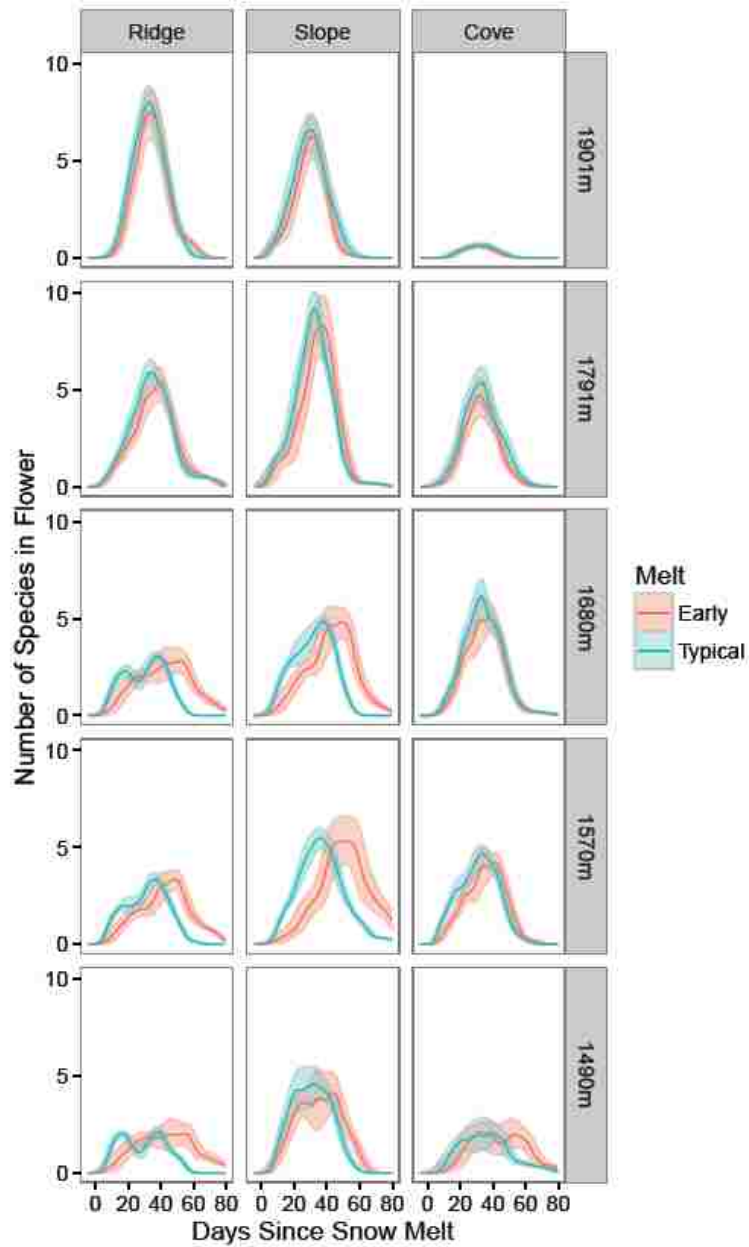 Ridge Slope Cove
10
5
0
1901m
10
5
0
1791m
Number of Species in Flower
10
5
0
1680m
Melt
Early
Typical
10
5
0
1570m
10
5
0
1490m
0 20 40 60 80 0 20 40 60 80 0 20 40 60 80
Days Since Snow Melt